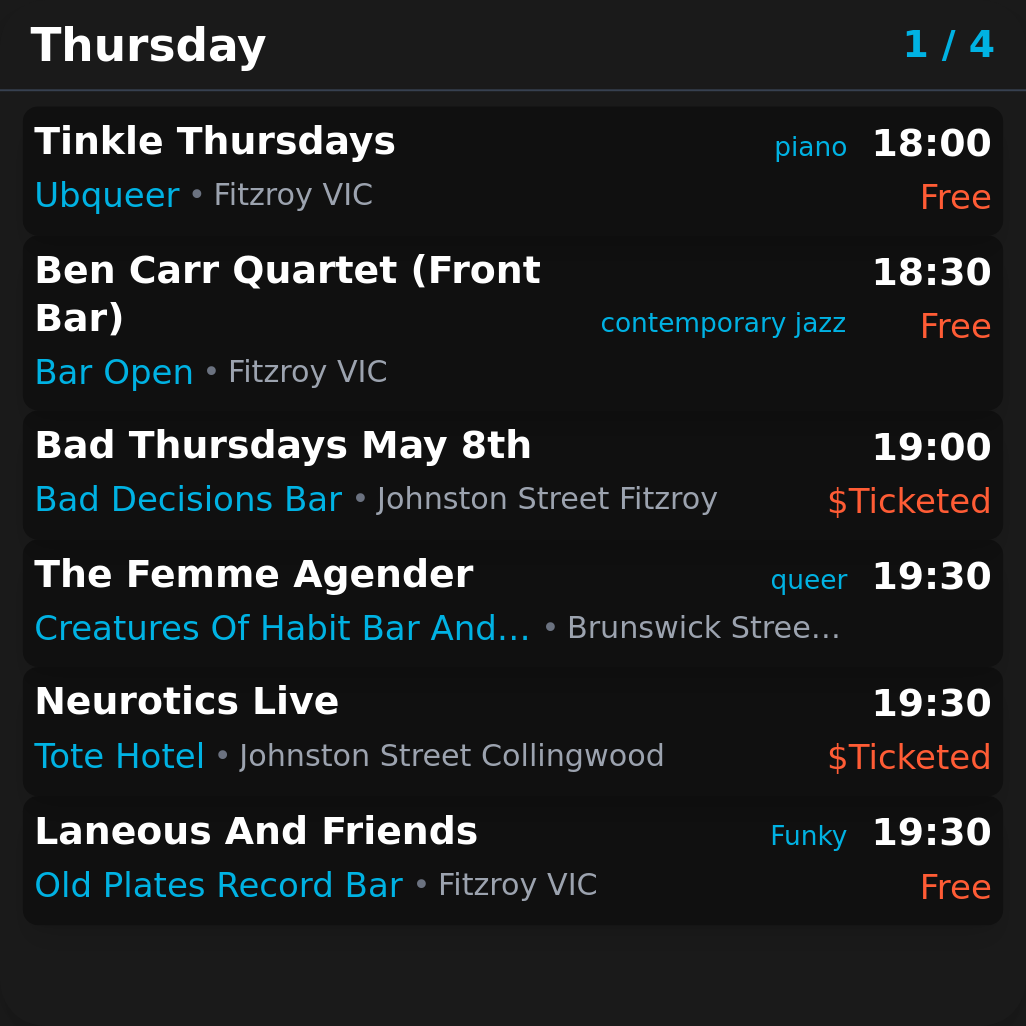 Thursday 1 / 4
Tinkle Thursdays piano 18:00
Ubqueer • Fitzroy VIC Free
Ben Carr Quartet (Front 18:30
Bar) contemporary jazz Free
Bar Open • Fitzroy VIC
Bad Thursdays May 8th 19:00
Bad Decisions Bar • Johnston Street Fitzroy $Ticketed
The Femme Agender queer 19:30
Creatures Of Habit Bar And... • Brunswick Stree...
Neurotics Live 19:30
Tote Hotel • Johnston Street Collingwood $Ticketed
Laneous And Friends Funky 19:30
Old Plates Record Bar • Fitzroy VIC Free